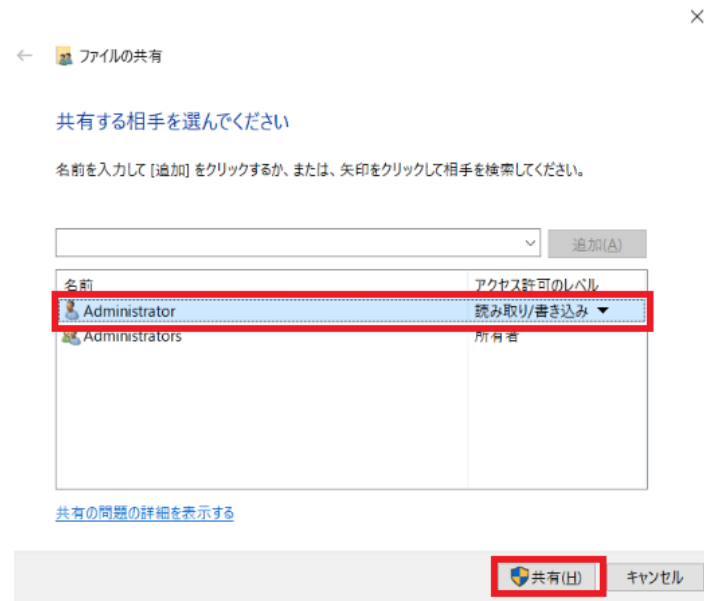 ファイルの共有
共有する相手を選んでください
名前を入力して [追加] をクリックするか、または、矢印をクリックして相手を検索してください。
追加(A)
名前 アクセス許可のレベル
Administrator 読み取り/書き込み
Administrators 所有者
共有の問題の詳細を表示する
共有(H) キャンセル